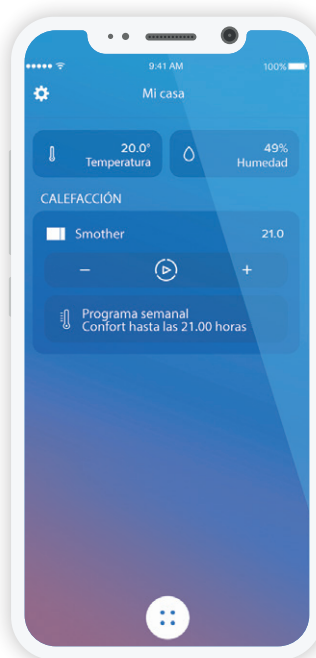 9:41 AM
100%
Mi casa
20.0°
Temperatura
49%
Humedad
CALEFACCIÓN
Smother
21.0
− +
Programa semanal
Confort hasta las 21.00 horas